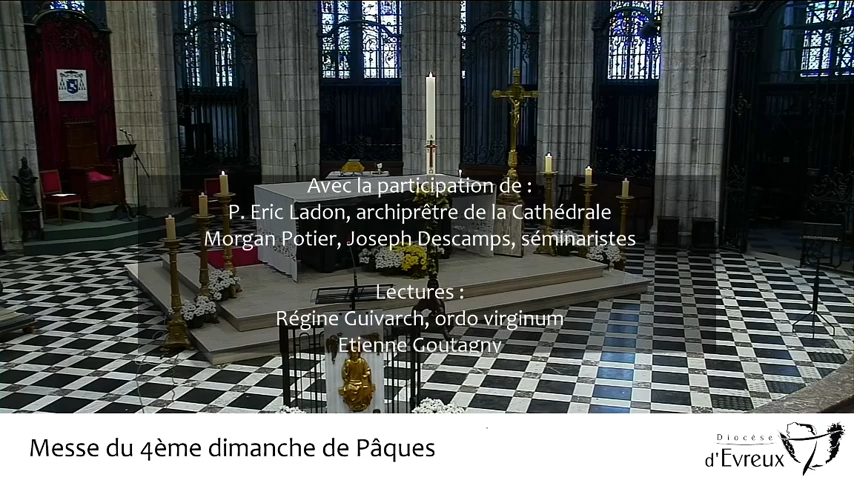 Avec la participation de :
P. Eric Ladon, archiprêtre de la Cathédrale
Morgan Potier, Joseph Descamps, séminaristes
Lectures :
Régine Guivarch, ordo virginum
Etienne Goutagny
Messe du 4ème dimanche de Pâques
Diocèse
d'Evreux